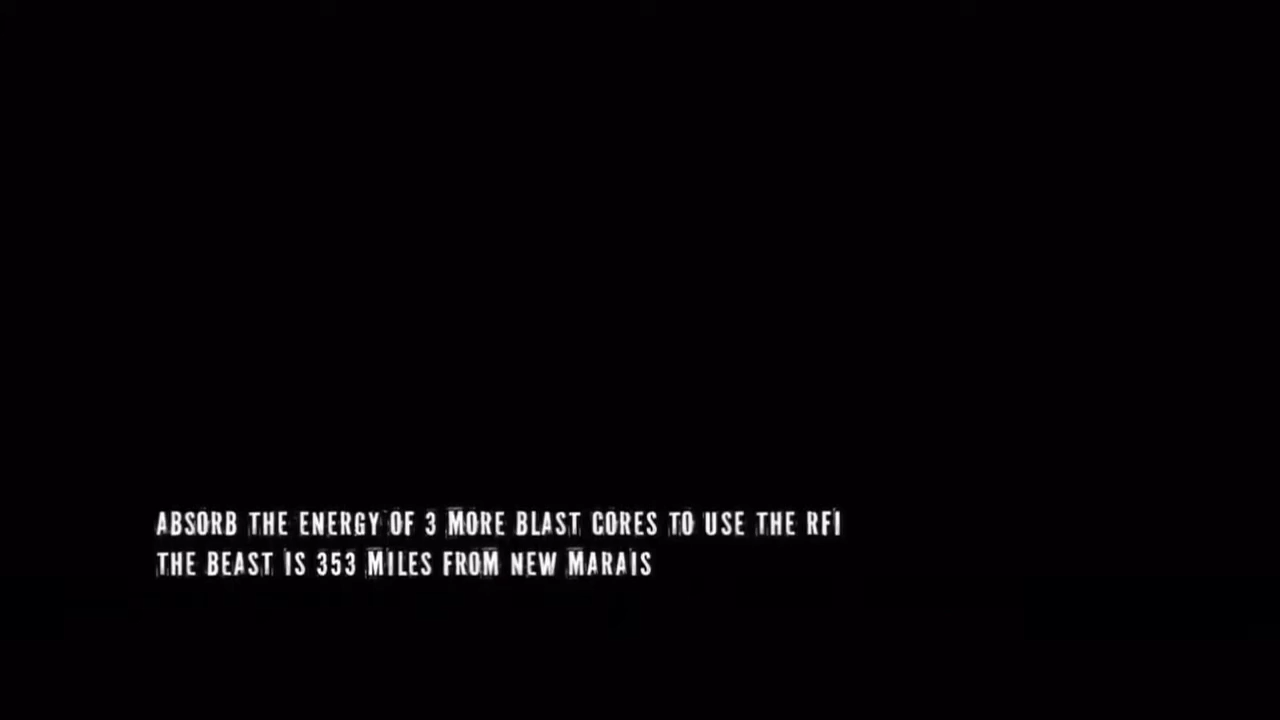 ABSORB THE ENERGY OF 3 MORE BLAST CORES TO USE THE RFI
THE BEAST IS 353 MILES FROM NEW MARAIS